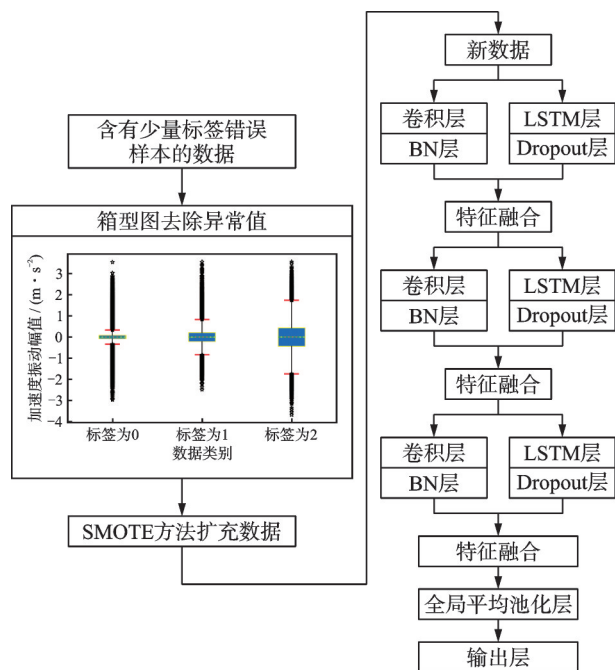 含有少量标签错误
样本的数据
箱型图去除异常值
加速度振动幅值 / (m·s⁻²)
3
2
1
0
−1
−2
−3
−4
标签为0 标签为1 标签为2
数据类别
SMOTE方法扩充数据
新数据
卷积层 LSTM层
BN层 Dropout层
特征融合
卷积层 LSTM层
BN层 Dropout层
特征融合
卷积层 LSTM层
BN层 Dropout层
特征融合
全局平均池化层
输出层